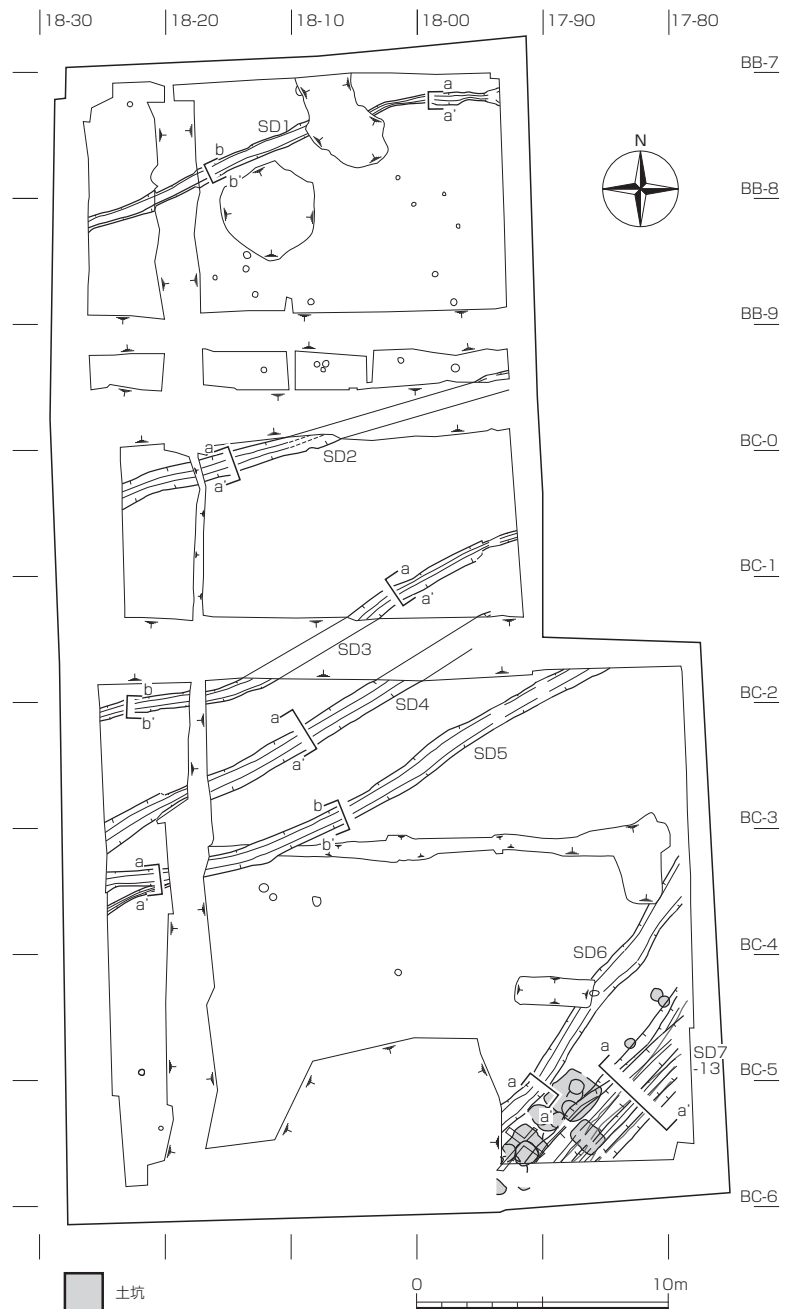 18-30 18-20 18-10 18-00 17-90 17-80
BB-7
a
a'
SD1
b
b'
N
BB-8
BB-9
BC-0
a
a'
SD2
BC-1
a
a'
SD3
b
b'
BC-2
SD4
a
a'
SD5
b
b'
BC-3
a
a'
BC-4
SD6
a
SD7
-13
BC-5
a
a'
a'
BC-6
土坑
0 10m